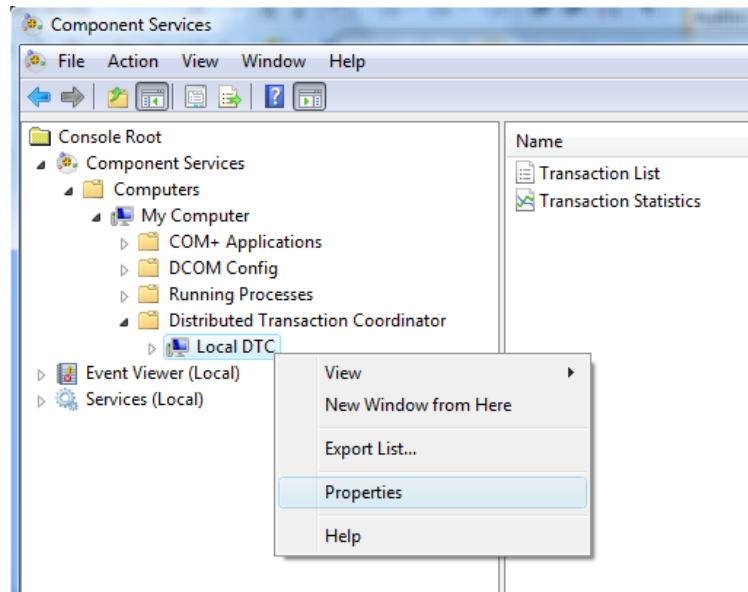 Component Services
File Action View Window Help
Console Root
Component Services
Computers
My Computer
COM+ Applications
DCOM Config
Running Processes
Distributed Transaction Coordinator
Local DTC
Event Viewer (Local)
Services (Local)
Name
Transaction List
Transaction Statistics
View
New Window from Here
Export List...
Properties
Help